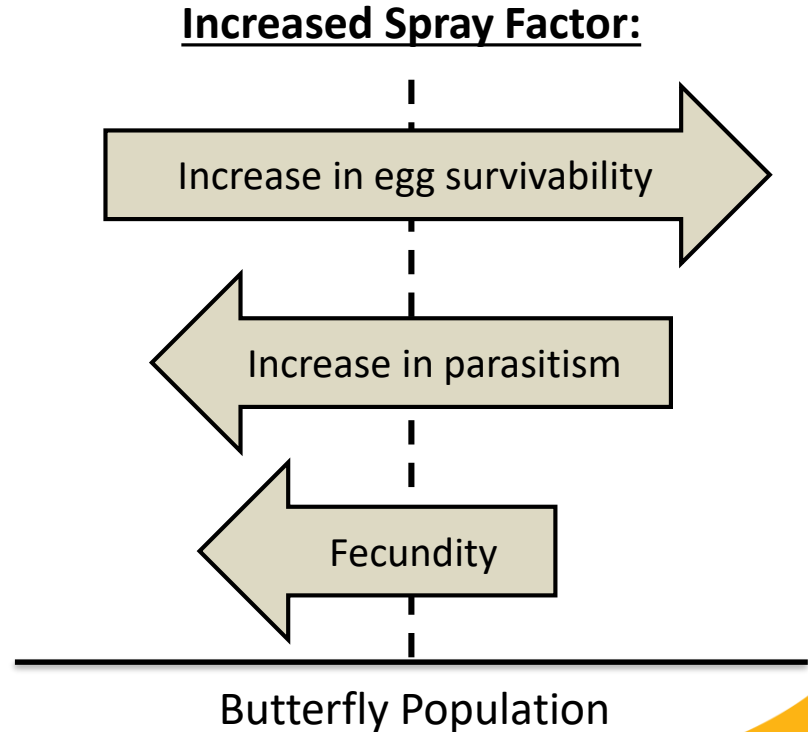 Increased Spray Factor:
Increase in egg survivability
Increase in parasitism
Fecundity
Butterfly Population